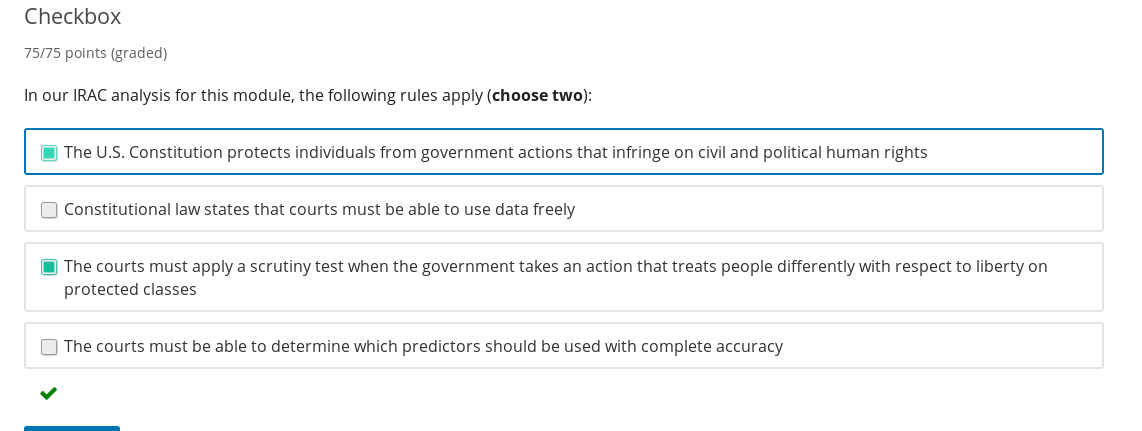 Checkbox
75/75 points (graded)
In our IRAC analysis for this module, the following rules apply (choose two):
The U.S. Constitution protects individuals from government actions that infringe on civil and political human rights
Constitutional law states that courts must be able to use data freely
The courts must apply a scrutiny test when the government takes an action that treats people differently with respect to liberty on
protected classes
The courts must be able to determine which predictors should be used with complete accuracy